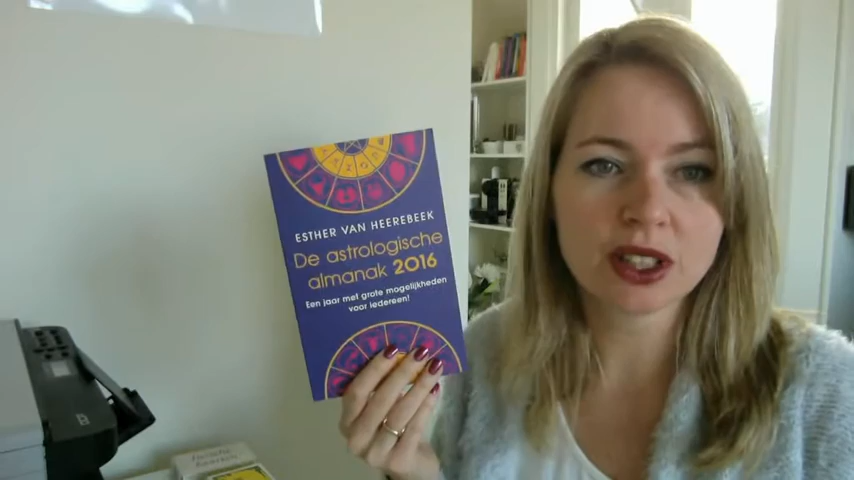 ESTHER VAN HEEREBEEK
De astrologische
almanak 2016
Een jaar met grote mogelijkheden
voor iedereen!